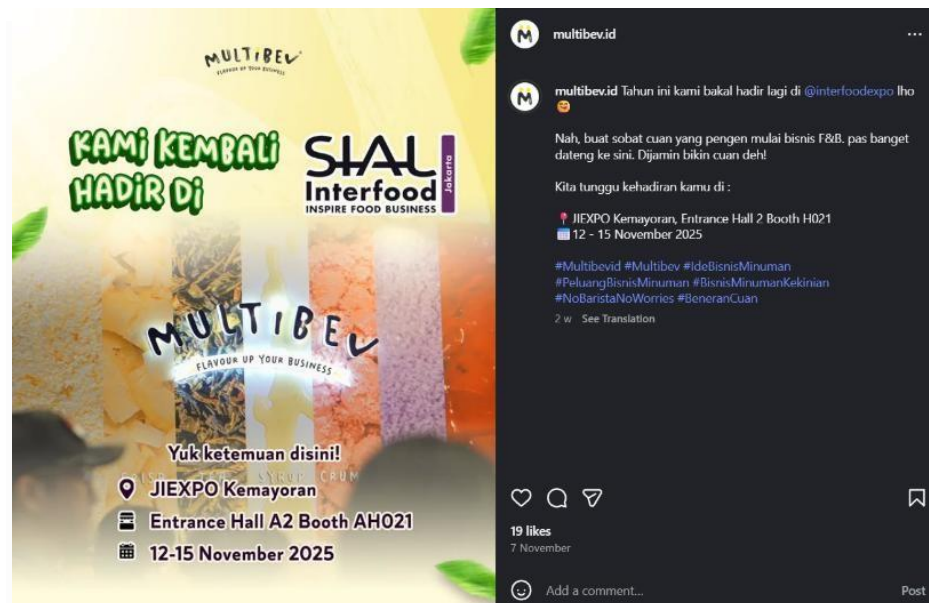 MULTIBEV
FLAVOUR UP YOUR BUSINESS
KAMI KEMBALI
HADIR DI
SIAL
Interfood
Jakarta
INSPIRE FOOD BUSINESS
MULTIBEV
FLAVOUR UP YOUR BUSINESS
Yuk ketemuan disini!
SYRUP CRUM
JIEXPO Kemayoran
Entrance Hall A2 Booth AH021
12-15 November 2025
multibev.id
multibev.id Tahun ini kami bakal hadir lagi di @interfoodexpo lho
🥰
Nah, buat sobat cuan yang pengen mulai bisnis F&B. pas banget
dateng ke sini. Dijamin bikin cuan deh!
Kita tunggu kehadiran kamu di :
📍 JIEXPO Kemayoran, Entrance Hall 2 Booth H021
🗓️ 12 - 15 November 2025
#Multibevid #Multibev #IdeBisnisMinuman
#PeluangBisnisMinuman #BisnisMinumanKekinian
#NoBaristaNoWorries #BeneranCuan
2 w See Translation
19 likes
7 November
Add a comment... Post